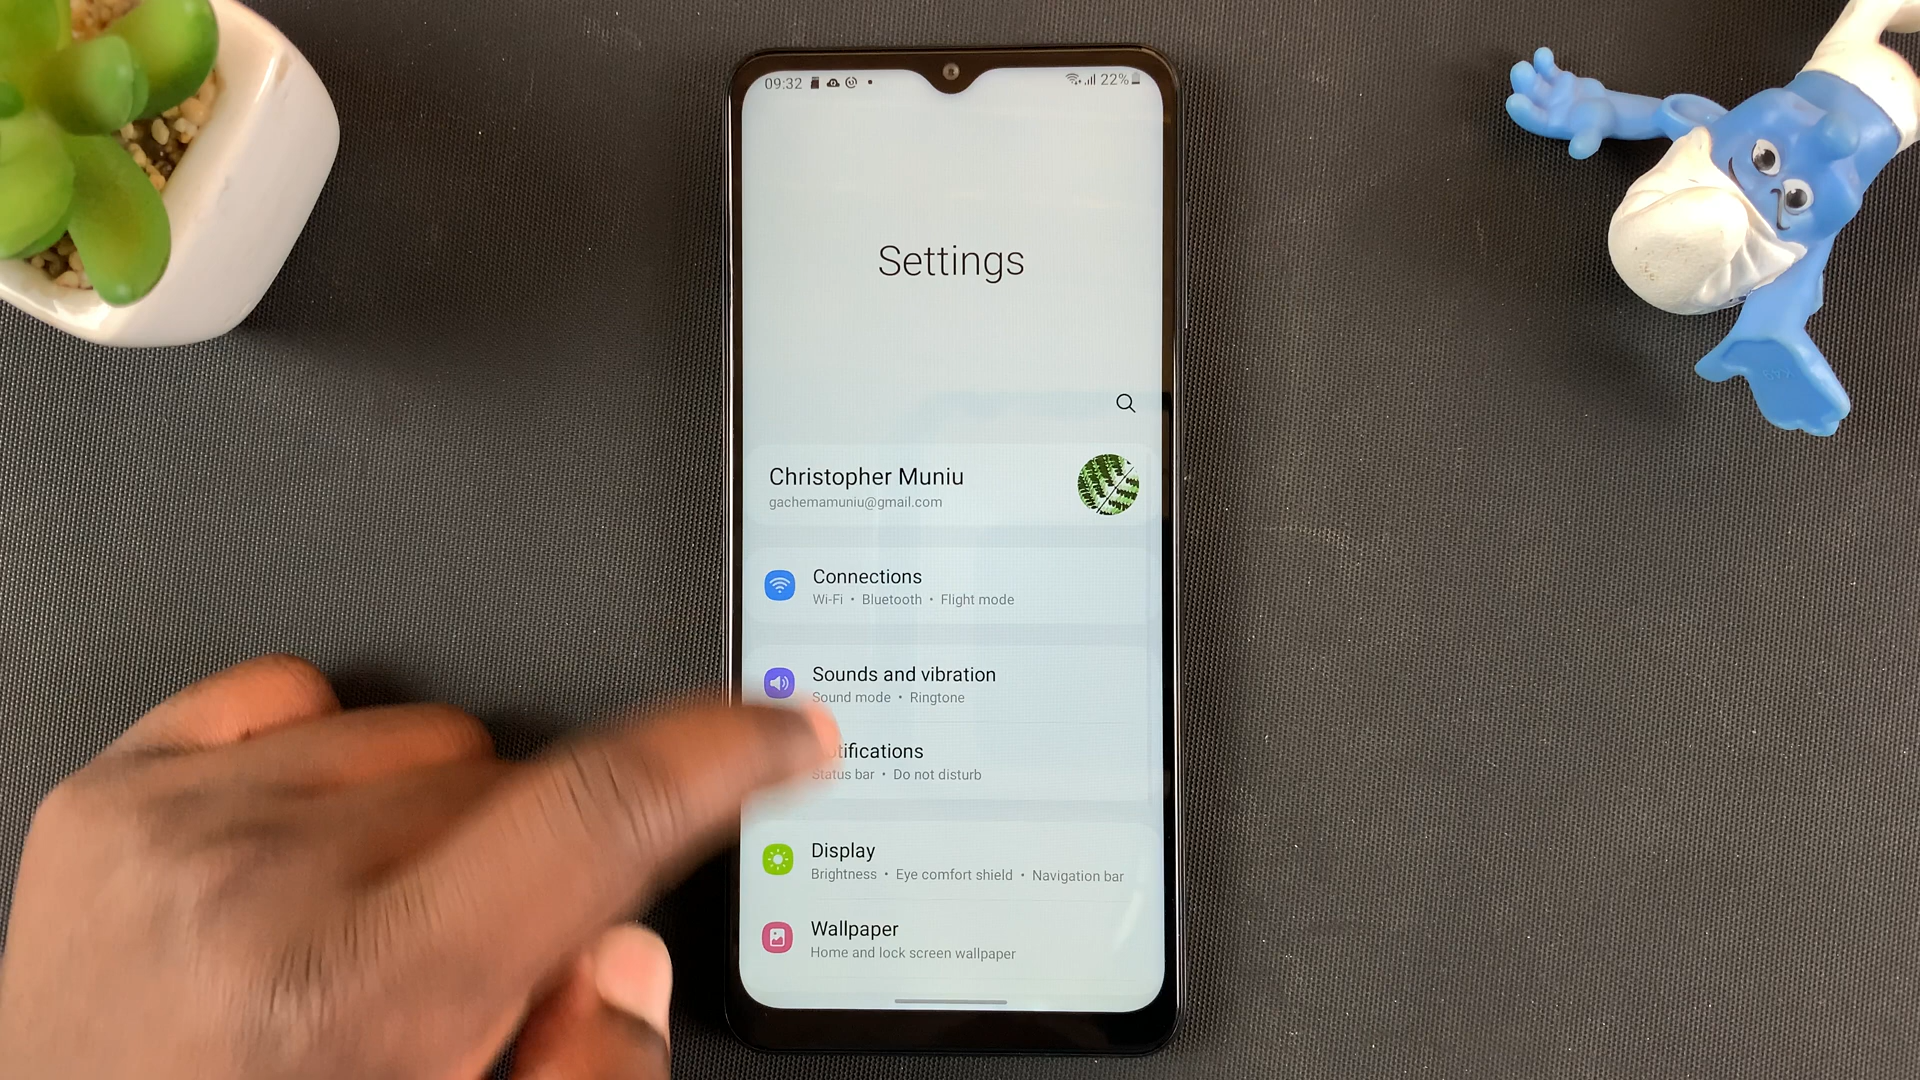 09:32
22%
Settings
Christopher Muniu
gachemamuniu@gmail.com
Connections
Wi-Fi • Bluetooth • Flight mode
Sounds and vibration
Sound mode • Ringtone
otifications
Status bar • Do not disturb
Display
Brightness • Eye comfort shield • Navigation bar
Wallpaper
Home and lock screen wallpaper